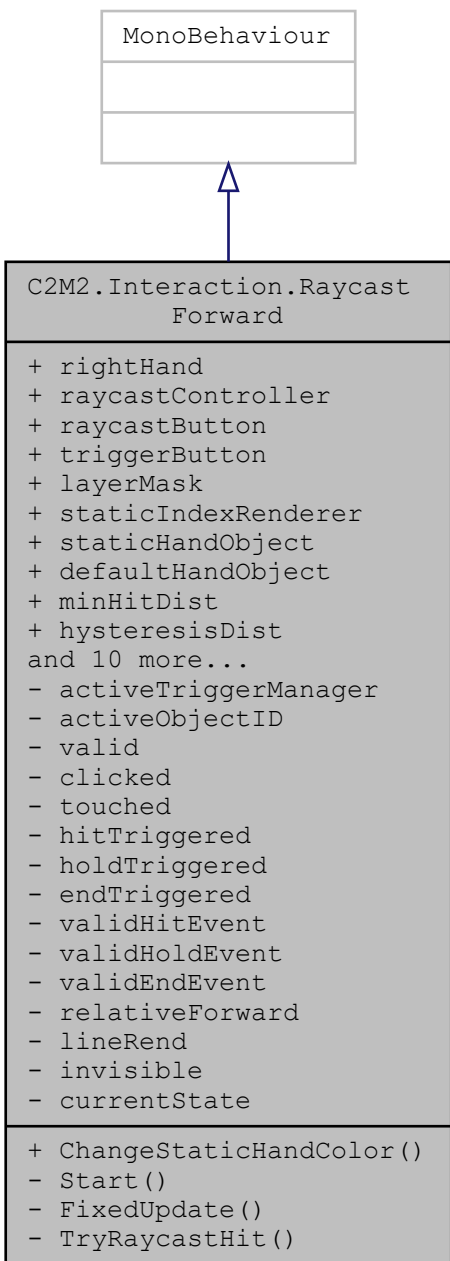 MonoBehaviour
C2M2.Interaction.Raycast
Forward
+ rightHand
+ raycastController
+ raycastButton
+ triggerButton
+ layerMask
+ staticIndexRenderer
+ staticHandObject
+ defaultHandObject
+ minHitDist
+ hysteresisDist
and 10 more...
- activeTriggerManager
- activeObjectID
- valid
- clicked
- touched
- hitTriggered
- holdTriggered
- endTriggered
- validHitEvent
- validHoldEvent
- validEndEvent
- relativeForward
- lineRend
- invisible
- currentState
+ ChangeStaticHandColor()
- Start()
- FixedUpdate()
- TryRaycastHit()